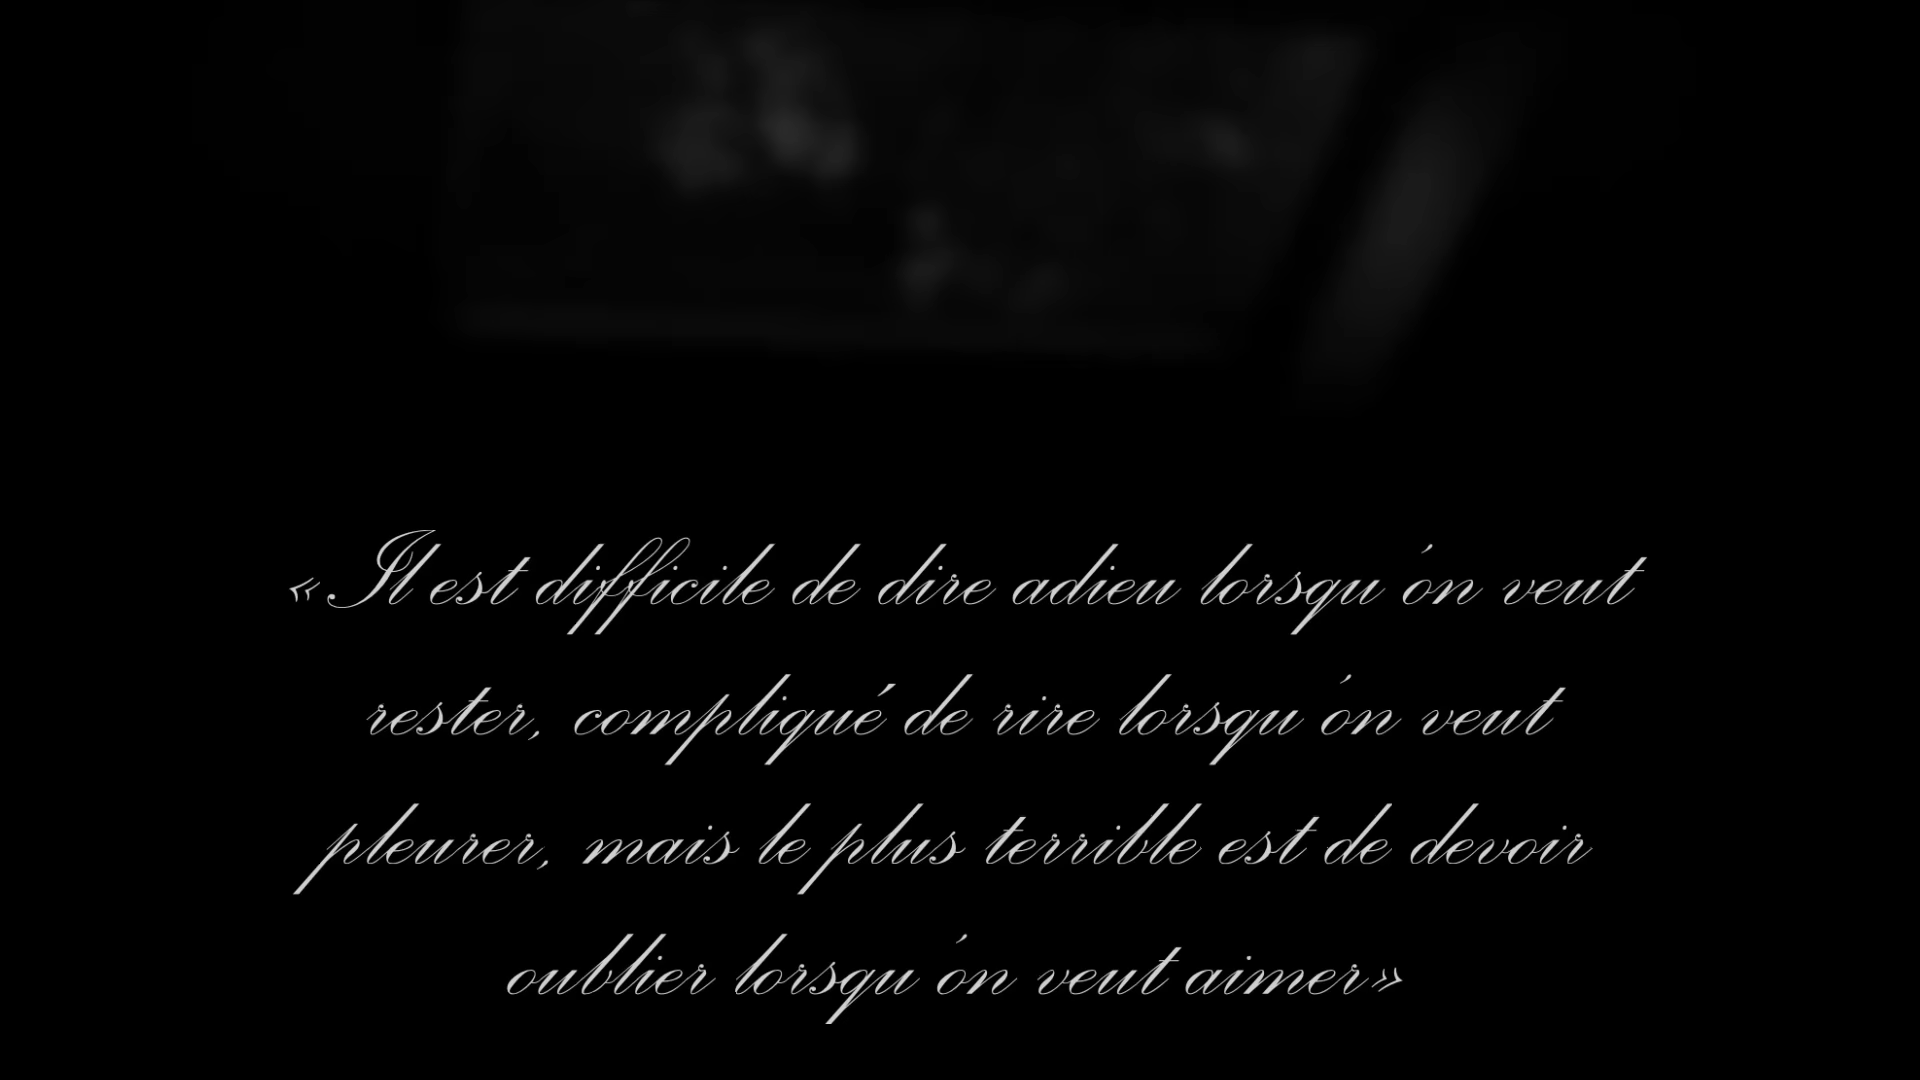 «Il est difficile de dire adieu lorsqu'on veut
rester, compliqué de rire lorsqu'on veut
pleurer, mais le plus terrible est de devoir
oublier lorsqu'on veut aimer»